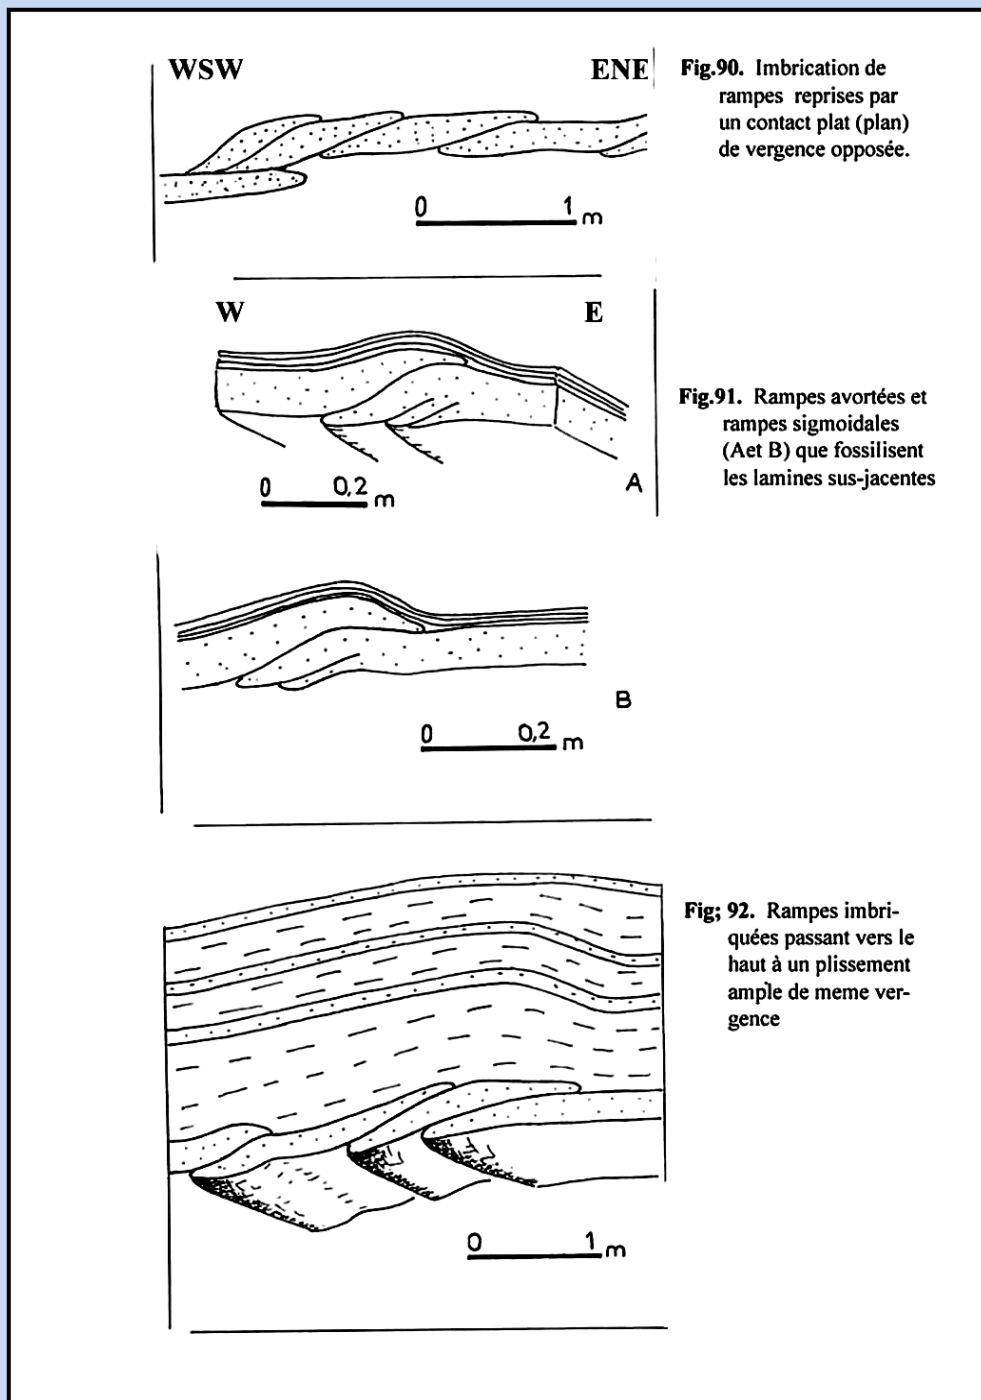 WSW ENE
Fig.90. Imbrication de
rampes reprises par
un contact plat (plan)
de vergence opposée.
0 1 m
W E
Fig.91. Rampes avortées et
rampes sigmoidales
(Aet B) que fossilisent
les lamines sus-jacentes
A
0 0,2 m
B
0 0,2 m
Fig; 92. Rampes imbri-
quées passant vers le
haut à un plissement
ample de meme ver-
gence
0 1 m